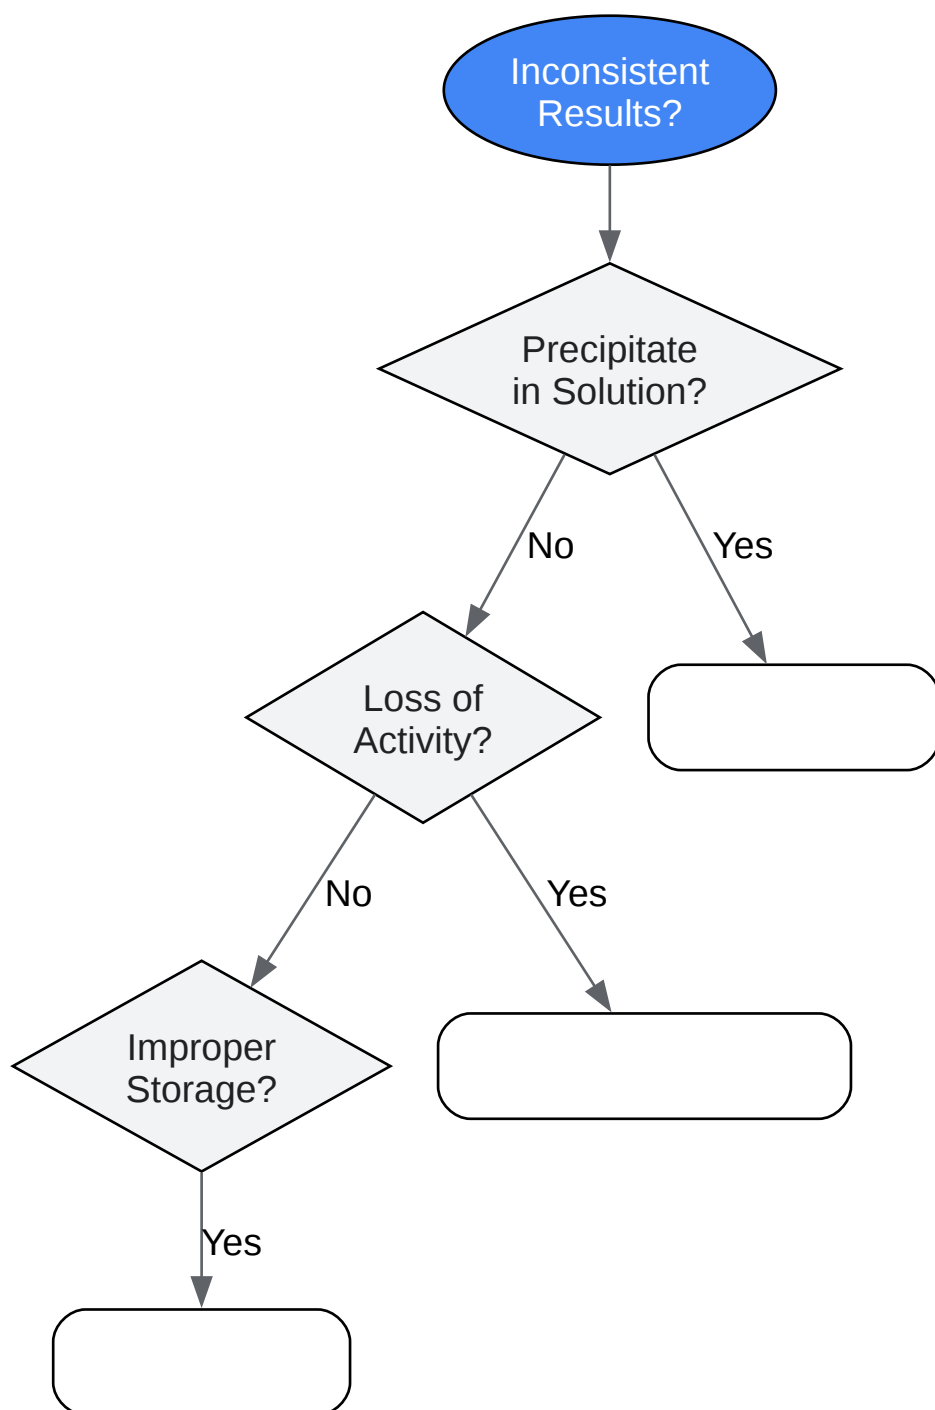 Inconsistent
Results?
Precipitate
in Solution?
No
Yes
Loss of
Activity?
No
Yes
Improper
Storage?
Yes